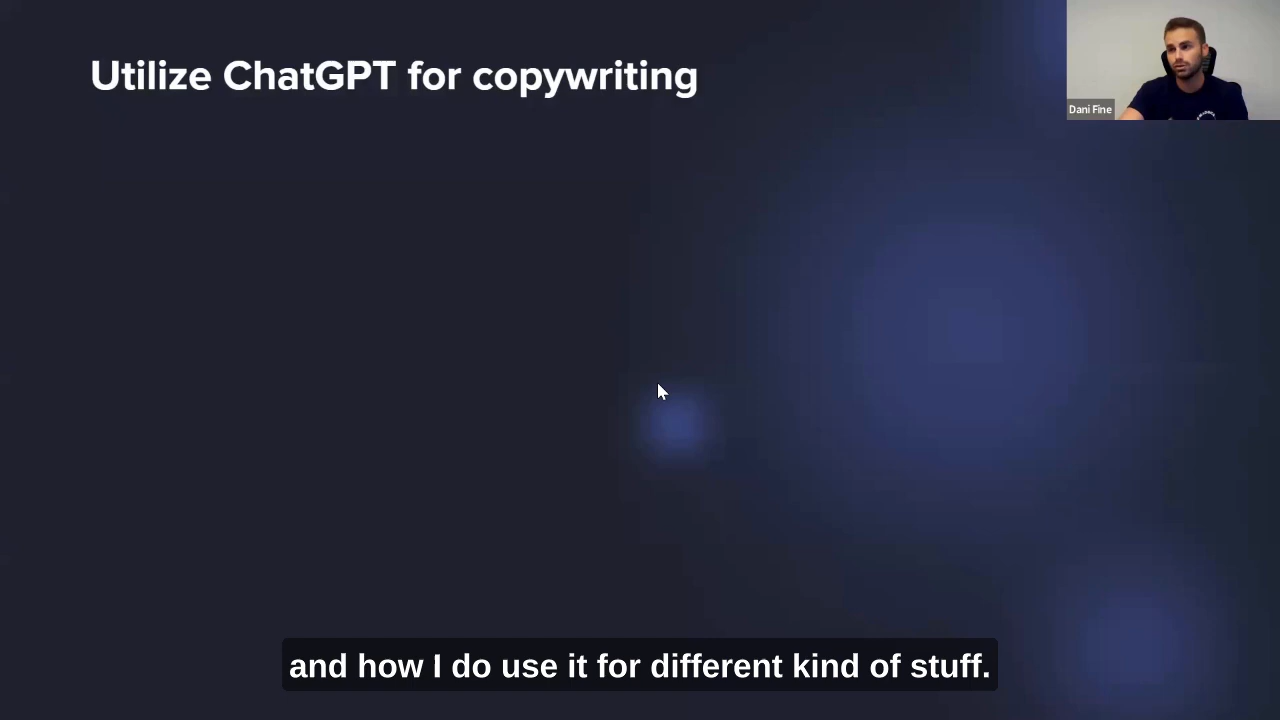 Utilize ChatGPT for copywriting
Dani Fine
and how I do use it for different kind of stuff.